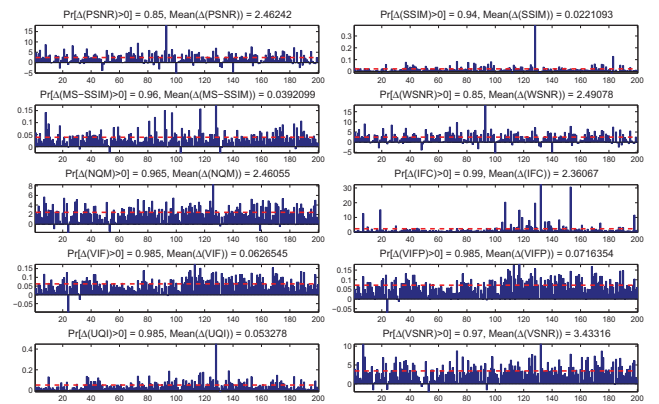 Pr[Δ(PSNR)>0] = 0.85, Mean(Δ(PSNR)) = 2.46242
15
10
5
0
−5
20 40 60 80 100 120 140 160 180 200
Pr[Δ(SSIM)>0] = 0.94, Mean(Δ(SSIM)) = 0.0221093
0.3
0.2
0.1
0
20 40 60 80 100 120 140 160 180 200
Pr[Δ(MS−SSIM)>0] = 0.96, Mean(Δ(MS−SSIM)) = 0.0392099
0.15
0.1
0.05
0
20 40 60 80 100 120 140 160 180 200
Pr[Δ(WSNR)>0] = 0.85, Mean(Δ(WSNR)) = 2.49078
15
10
5
0
−5
20 40 60 80 100 120 140 160 180 200
Pr[Δ(NQM)>0] = 0.965, Mean(Δ(NQM)) = 2.46055
8
6
4
2
0
20 40 60 80 100 120 140 160 180 200
Pr[Δ(IFC)>0] = 0.99, Mean(Δ(IFC)) = 2.36067
30
20
10
0
20 40 60 80 100 120 140 160 180 200
Pr[Δ(VIF)>0] = 0.985, Mean(Δ(VIF)) = 0.0626545
0.15
0.1
0.05
0
−0.05
20 40 60 80 100 120 140 160 180 200
Pr[Δ(VIFP)>0] = 0.985, Mean(Δ(VIFP)) = 0.0716354
0.15
0.1
0.05
0
−0.05
20 40 60 80 100 120 140 160 180 200
Pr[Δ(UQI)>0] = 0.985, Mean(Δ(UQI)) = 0.053278
0.4
0.2
0
20 40 60 80 100 120 140 160 180 200
Pr[Δ(VSNR)>0] = 0.97, Mean(Δ(VSNR)) = 3.43316
10
5
0
20 40 60 80 100 120 140 160 180 200